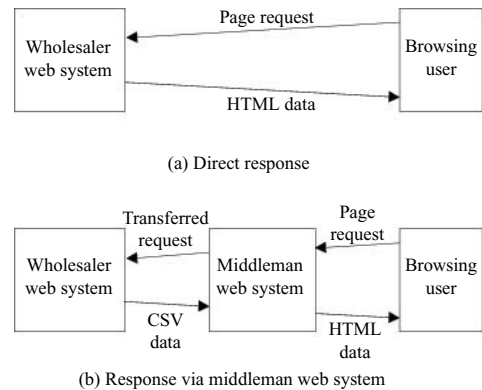 Page request
Wholesaler
web system
Browsing
user
HTML data
(a) Direct response
Transferred
request
Page
request
Wholesaler
web system
Middleman
web system
Browsing
user
CSV
data
HTML
data
(b) Response via middleman web system